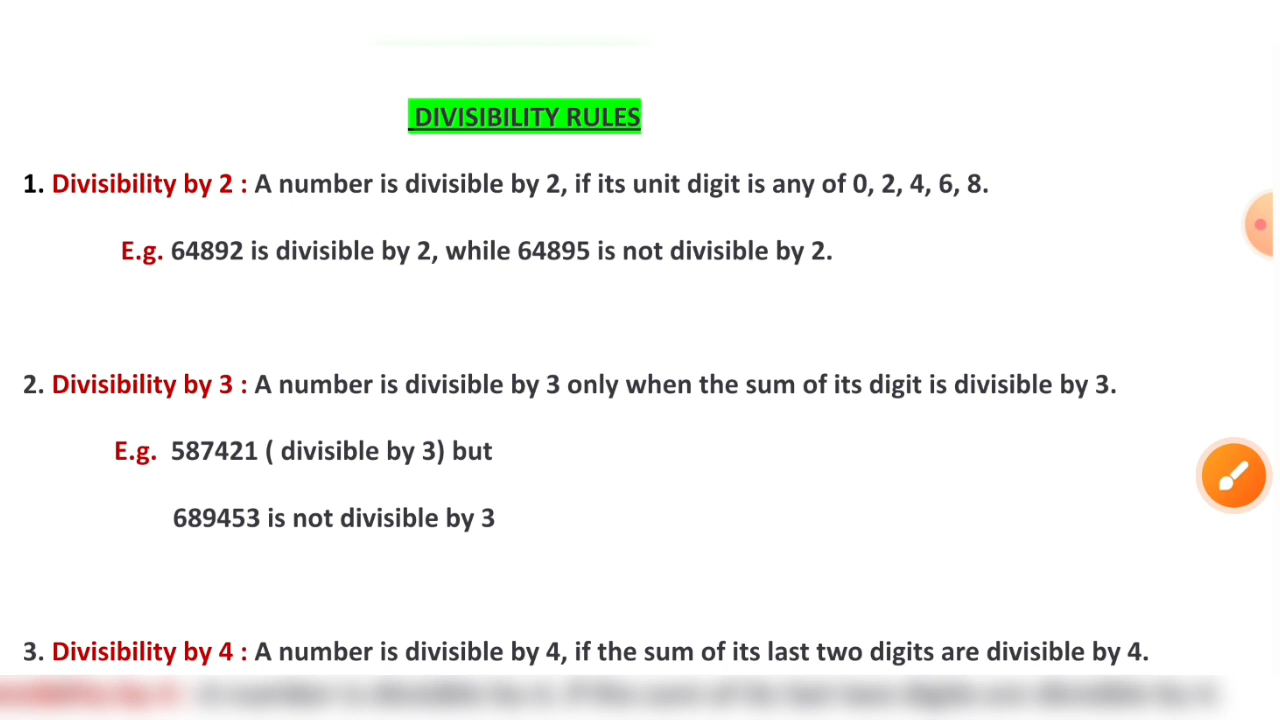 DIVISIBILITY RULES
1. Divisibility by 2 : A number is divisible by 2, if its unit digit is any of 0, 2, 4, 6, 8.
E.g. 64892 is divisible by 2, while 64895 is not divisible by 2.
2. Divisibility by 3 : A number is divisible by 3 only when the sum of its digit is divisible by 3.
E.g. 587421 ( divisible by 3) but
689453 is not divisible by 3
3. Divisibility by 4 : A number is divisible by 4, if the sum of its last two digits are divisible by 4.